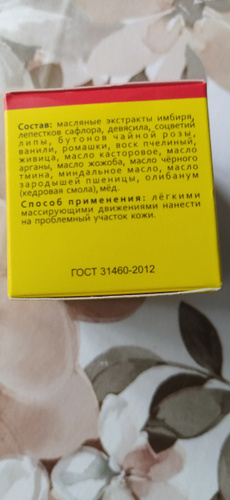 Состав: масляные экстракты имбиря,
лепестков сафлора, девясила, соцветий
липы, бутонов чайной розы,
ванили, ромашки, воск пчелиный,
живица, масло касторовое, масло
арганы, масло жожоба, масло чёрного
тмина, миндальное масло, масло
зародышей пшеницы, олибанум
(кедровая смола), мёд.
Способ применения: лёгкими
массирующими движениями нанести
на проблемный участок кожи.
ГОСТ 31460-2012